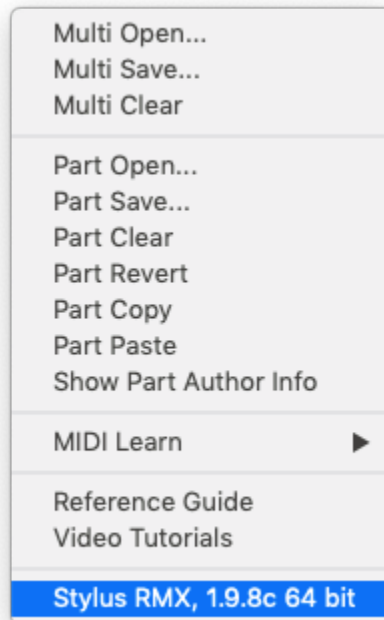 Multi Open...
Multi Save...
Multi Clear
Part Open...
Part Save...
Part Clear
Part Revert
Part Copy
Part Paste
Show Part Author Info
MIDI Learn
Reference Guide
Video Tutorials
Stylus RMX, 1.9.8c 64 bit